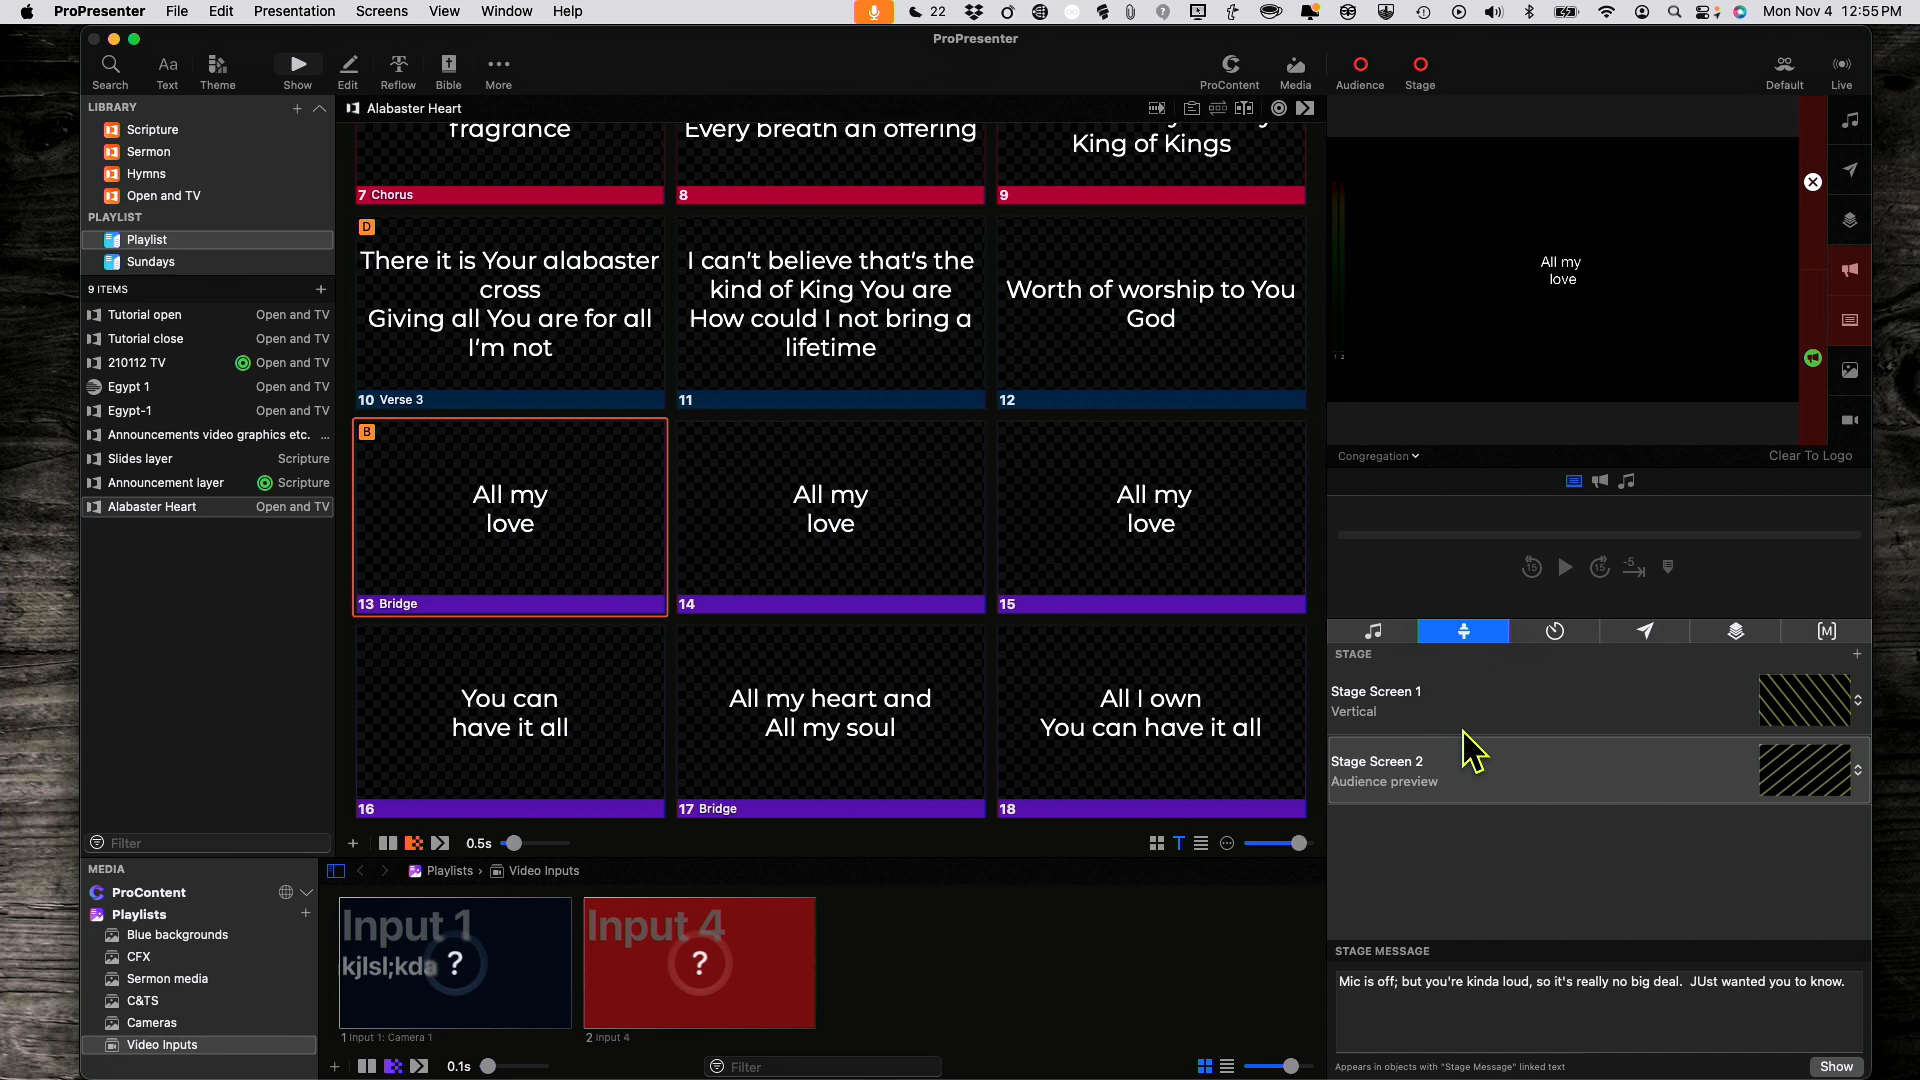 ProPresenter File Edit Presentation Screens View Window Help 22 Mon Nov 4 12:55 PM
ProPresenter
Search Text Theme Show Edit Reflow Bible More ProContent Media Audience Stage Default Live
LIBRARY
Scripture
Sermon
Hymns
Open and TV
PLAYLIST
Playlist
Sundays
9 ITEMS
Tutorial open Open and TV
Tutorial close Open and TV
210112 TV Open and TV
Egypt 1 Open and TV
Egypt-1 Open and TV
Announcements video graphics etc. ...
Slides layer Scripture
Announcement layer Scripture
Alabaster Heart Open and TV
Filter
Alabaster Heart
fragrance
7 Chorus
Every breath an offering
8
King of Kings
9
D
There it is Your alabaster
cross
Giving all You are for all
I'm not
10 Verse 3
I can't believe that's the
kind of King You are
How could I not bring a
lifetime
11
Worth of worship to You
God
12
B
All my
love
13 Bridge
All my
love
14
All my
love
15
You can
have it all
16
All my heart and
All my soul
17 Bridge
All I own
You can have it all
18
0.5s
MEDIA
ProContent
Playlists
Blue backgrounds
CFX
Sermon media
C&TS
Cameras
Video Inputs
Playlists › Video Inputs
Input 1
kjlsl;kda
?
1 Input 1: Camera 1
Input 4
?
2 Input 4
0.1s
Filter
All my
love
1 2
Congregation Clear To Logo
15 15 -5
[M]
STAGE
Stage Screen 1
Vertical
Stage Screen 2
Audience preview
STAGE MESSAGE
Mic is off; but you're kinda loud, so it's really no big deal. JUst wanted you to know.
Appears in objects with "Stage Message" linked text
Show